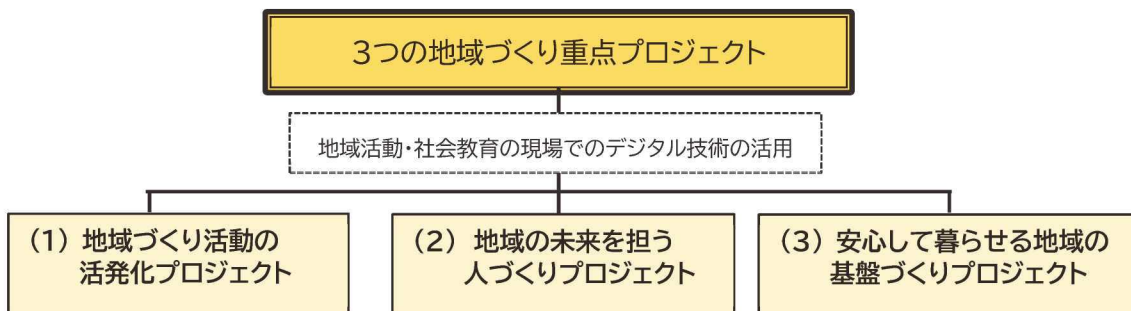 3つの地域づくり重点プロジェクト
地域活動・社会教育の現場でのデジタル技術の活用
(1) 地域づくり活動の
活発化プロジェクト
(2) 地域の未来を担う
人づくりプロジェクト
(3) 安心して暮らせる地域の
基盤づくりプロジェクト